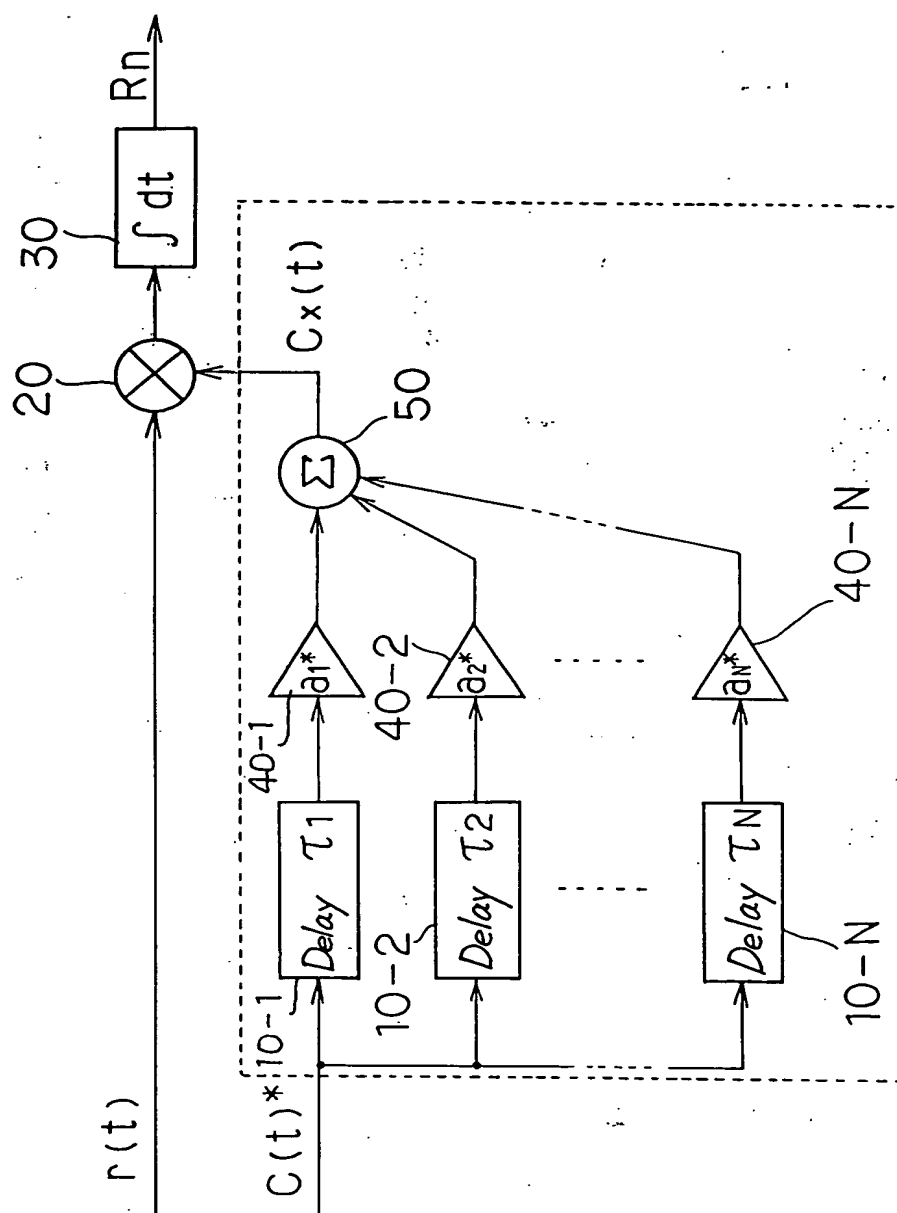 r(t)
20
30
∫dt
Rn
C(t)*
10-1
Delay τ1
40-1
a1*
Σ
50
Cx(t)
10-2
Delay τ2
40-2
a2*
10-N
Delay τN
aN*
40-N